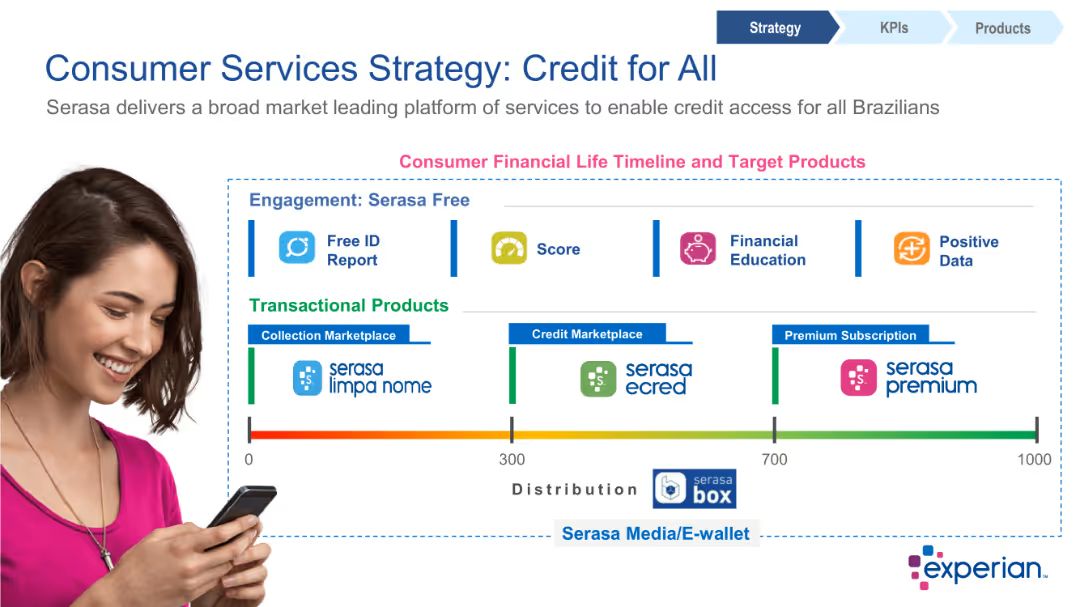 Strategy
KPIs
Products
Consumer Services Strategy: Credit for All
Serasa delivers a broad market leading platform of services to enable credit access for all Brazilians
Consumer Financial Life Timeline and Target Products
Engagement: Serasa Free
Free ID
Report
Score
Financial
Education
Positive
Data
Transactional Products
Collection Marketplace
Credit Marketplace
Premium Subscription
S.
serasa
limpa nome
S.
serasa
ecred
S.
serasa
premium
0
300
700
1000
Distribution
serasa
box
Serasa Media/E-wallet
experian™